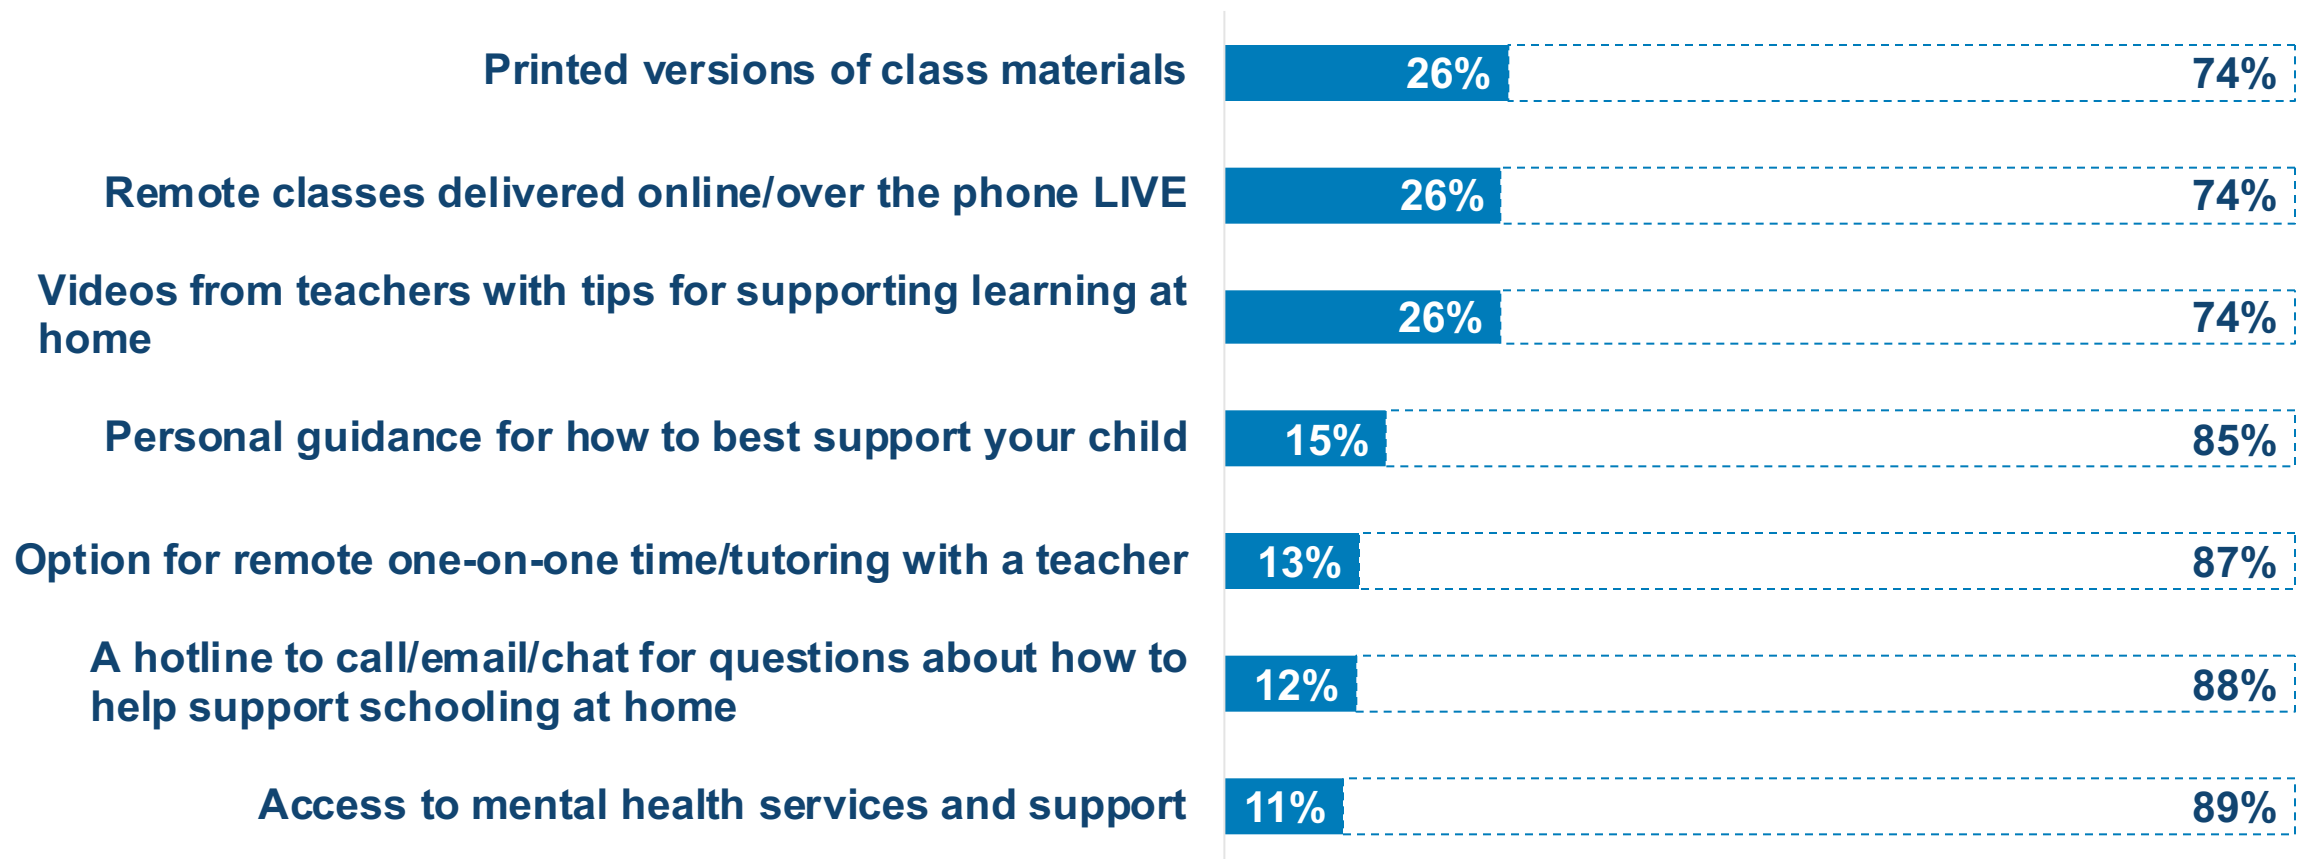 Printed versions of class materials 26% 74%
Remote classes delivered online/over the phone LIVE 26% 74%
Videos from teachers with tips for supporting learning at
home 26% 74%
Personal guidance for how to best support your child 15% 85%
Option for remote one-on-one time/tutoring with a teacher 13% 87%
A hotline to call/email/chat for questions about how to
help support schooling at home 12% 88%
Access to mental health services and support 11% 89%